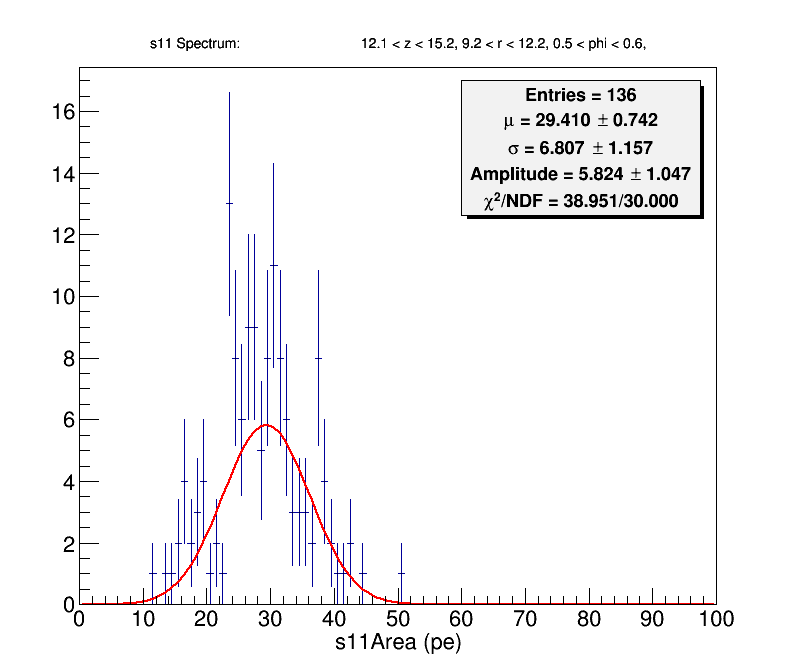 s11 Spectrum: 12.1 < z < 15.2, 9.2 < r < 12.2, 0.5 < phi < 0.6,
Entries = 136
μ = 29.410 ± 0.742
σ = 6.807 ± 1.157
Amplitude = 5.824 ± 1.047
χ²/NDF = 38.951/30.000
16
14
12
10
8
6
4
2
0
0 10 20 30 40 50 60 70 80 90 100
s11Area (pe)